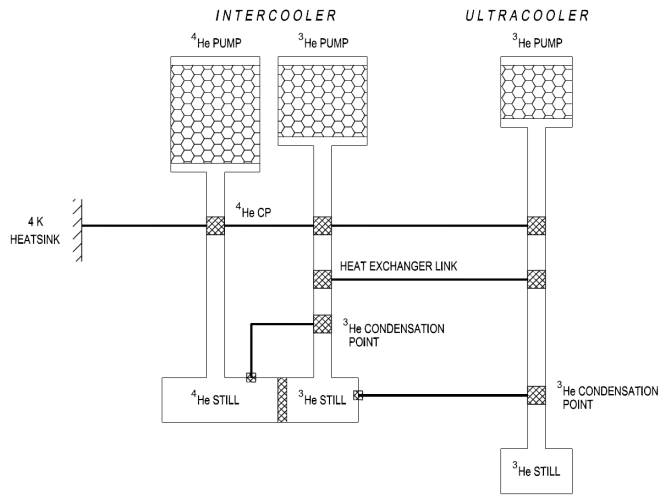 INTERCOOLER
ULTRACOOLER
⁴He PUMP
³He PUMP
³He PUMP
⁴He CP
4 K
HEATSINK
HEAT EXCHANGER LINK
³He CONDENSATION
POINT
³He CONDENSATION
POINT
⁴He STILL
³He STILL
³He STILL